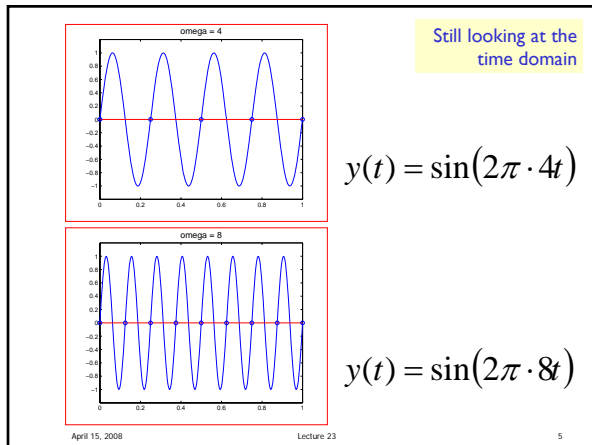 Still looking at the
time domain
omega = 4
1
0.8
0.6
0.4
0.2
0
−0.2
−0.4
−0.6
−0.8
−1
0 0.2 0.4 0.6 0.8 1
y(t) = sin(2π · 4t)
omega = 8
1
0.8
0.6
0.4
0.2
0
−0.2
−0.4
−0.6
−0.8
−1
0 0.2 0.4 0.6 0.8 1
y(t) = sin(2π · 8t)
April 15, 2008 Lecture 23 5